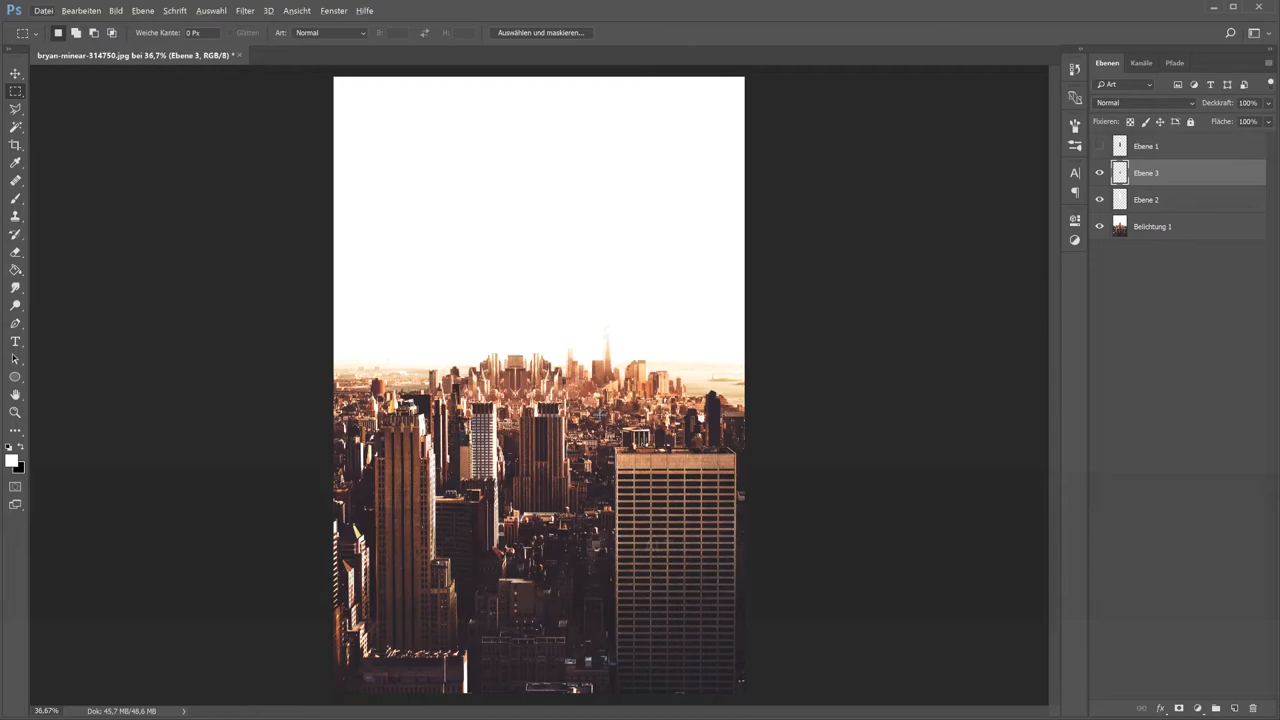 Ps Datei Bearbeiten Bild Ebene Schrift Auswahl Filter 3D Ansicht Fenster Hilfe
Weiche Kante: 0 Px Glätten Art: Normal B: H: Auswählen und maskieren...
bryan-minear-314750.jpg bei 36,7% (Ebene 3, RGB/8) * ×
Ebenen Kanäle Pfade
Art
Normal Deckkraft: 100%
Fixieren: Fläche: 100%
Ebene 1
Ebene 3
Ebene 2
Belichtung 1
36,67% Dok: 45,7 MB/48,6 MB